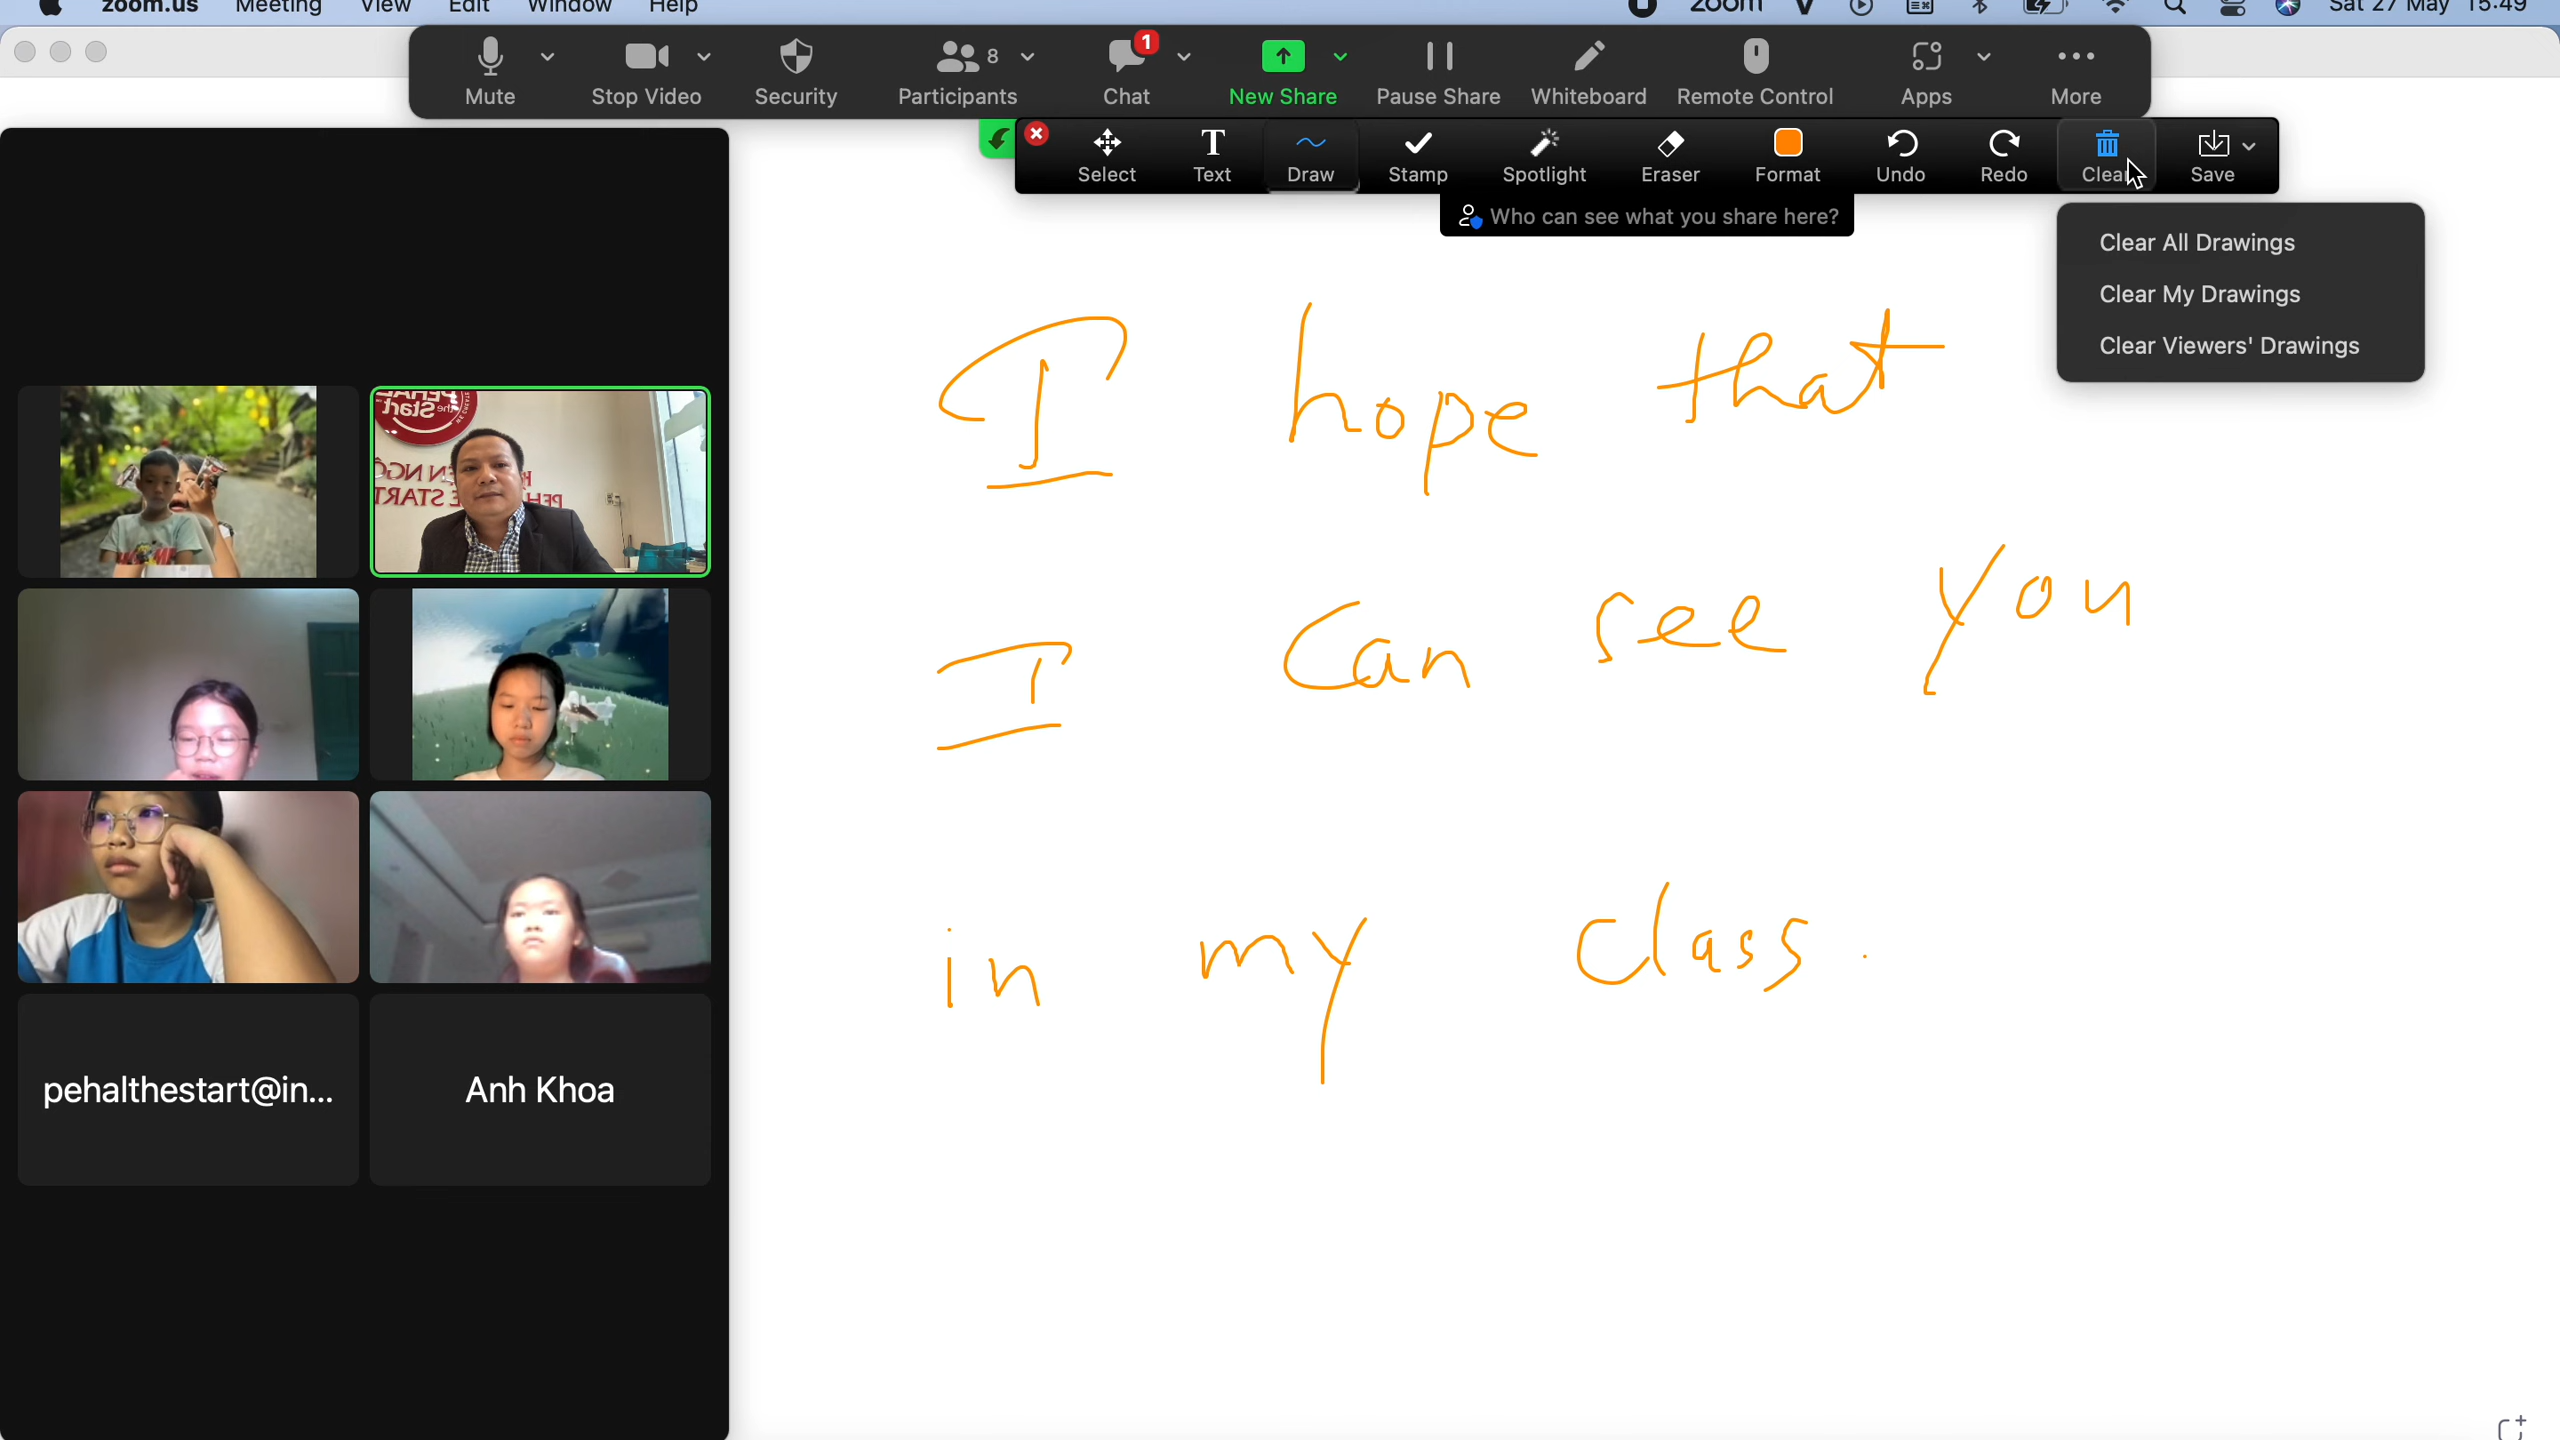 zoom.us Meeting View Edit Window Help zoom Sat 27 May 15:49
Mute Stop Video Security Participants 8 Chat 1 New Share Pause Share Whiteboard Remote Control Apps More
Select Text Draw Stamp Spotlight Eraser Format Undo Redo Clear Save
Who can see what you share here?
Clear All Drawings
Clear My Drawings
Clear Viewers' Drawings
I hope that
I can see you
in my class.
pehalthestart@in...
Anh Khoa